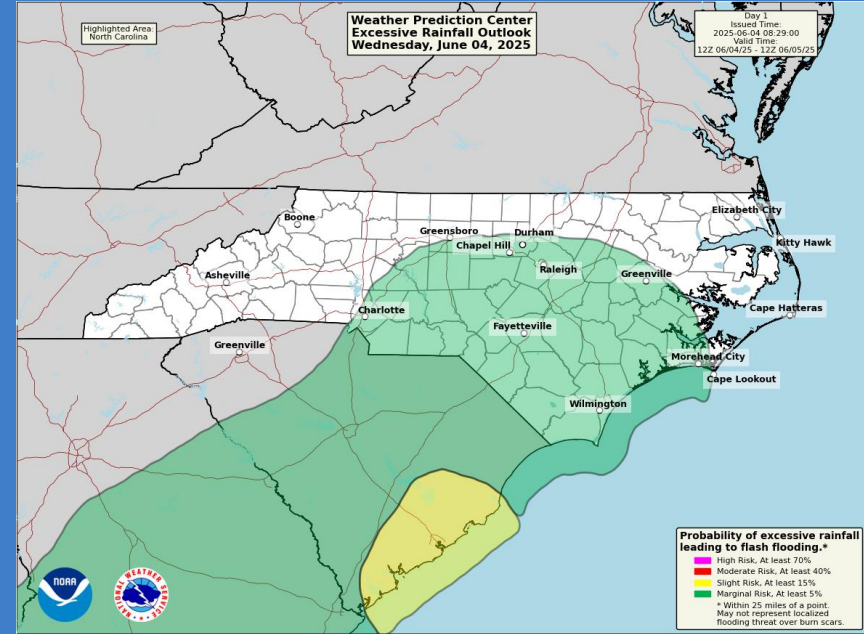 Highlighted Area:
North Carolina
Weather Prediction Center
Excessive Rainfall Outlook
Wednesday, June 04, 2025
Day 1
Issued Time:
2025-06-04 08:29:00
Valid Time:
12Z 06/04/25 - 12Z 06/05/25
Boone
Elizabeth City
Greensboro
Durham
Chapel Hill
Kitty Hawk
Raleigh
Asheville
Greenville
Charlotte
Cape Hatteras
Fayetteville
Greenville
Morehead City
Cape Lookout
Wilmington
Probability of excessive rainfall
leading to flash flooding.*
High Risk, At least 70%
Moderate Risk, At least 40%
Slight Risk, At least 15%
Marginal Risk, At least 5%
* Within 25 miles of a point.
May not represent localized
flooding threat over burn scars.
NOAA
NATIONAL WEATHER SERVICE